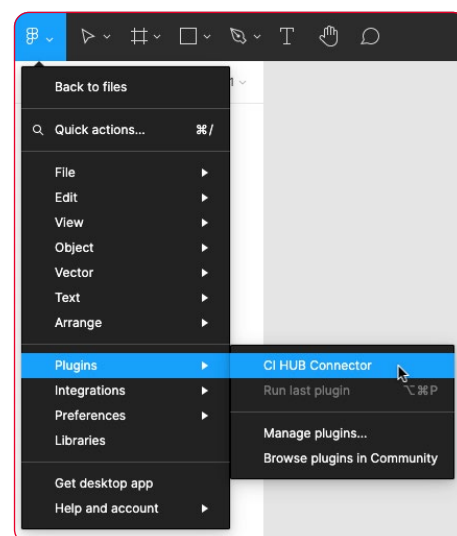 Back to files
Quick actions... ⌘/
File
Edit
View
Object
Vector
Text
Arrange
Plugins
CI HUB Connector
Integrations
Run last plugin ⌥⌘P
Preferences
Manage plugins...
Libraries
Browse plugins in Community
Get desktop app
Help and account